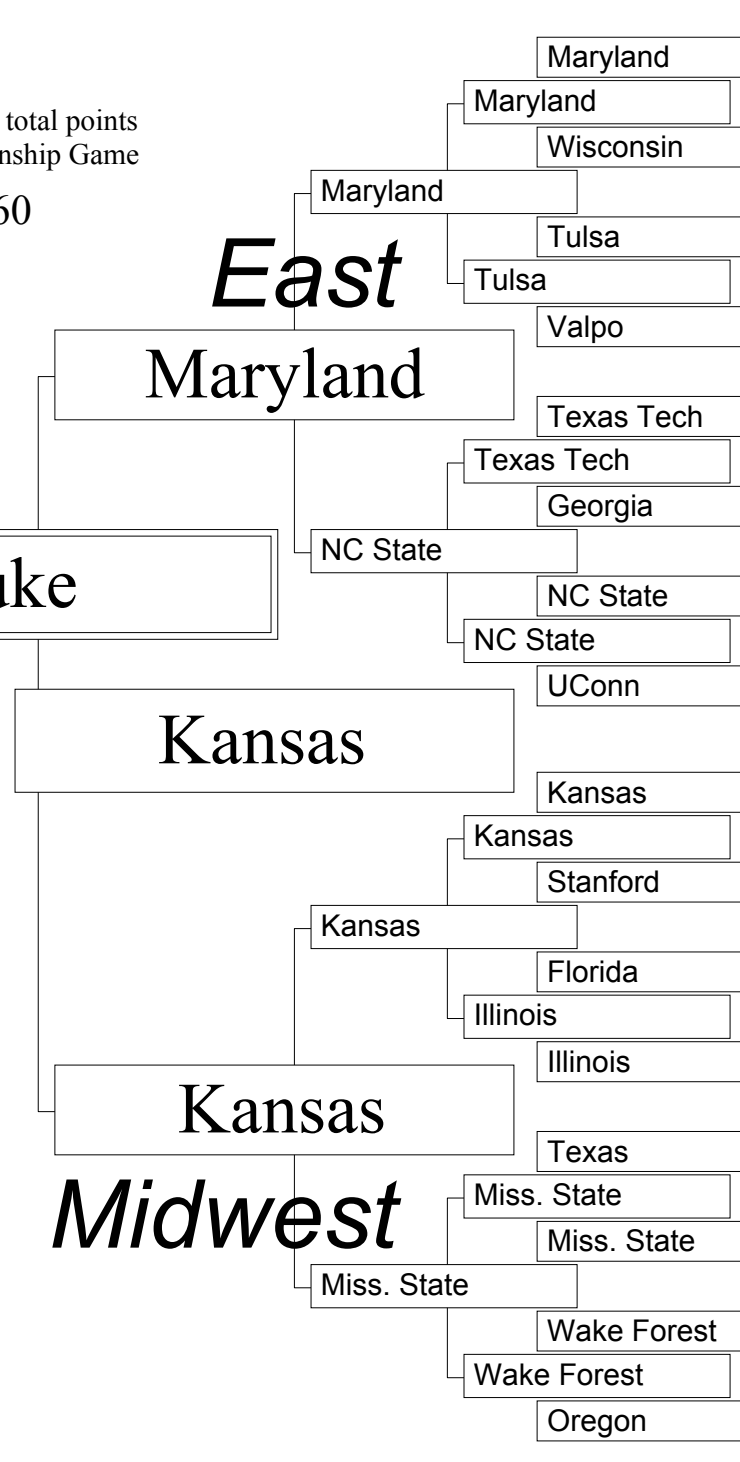 Maryland
Maryland
total points
Wisconsin
nship Game
Maryland
60
Tulsa
East
Tulsa
Valpo
Maryland
Texas Tech
Texas Tech
Georgia
NC State
uke
NC State
NC State
UConn
Kansas
Kansas
Kansas
Stanford
Kansas
Florida
Illinois
Illinois
Kansas
Texas
Miss. State
Midwest
Miss. State
Miss. State
Wake Forest
Wake Forest
Oregon